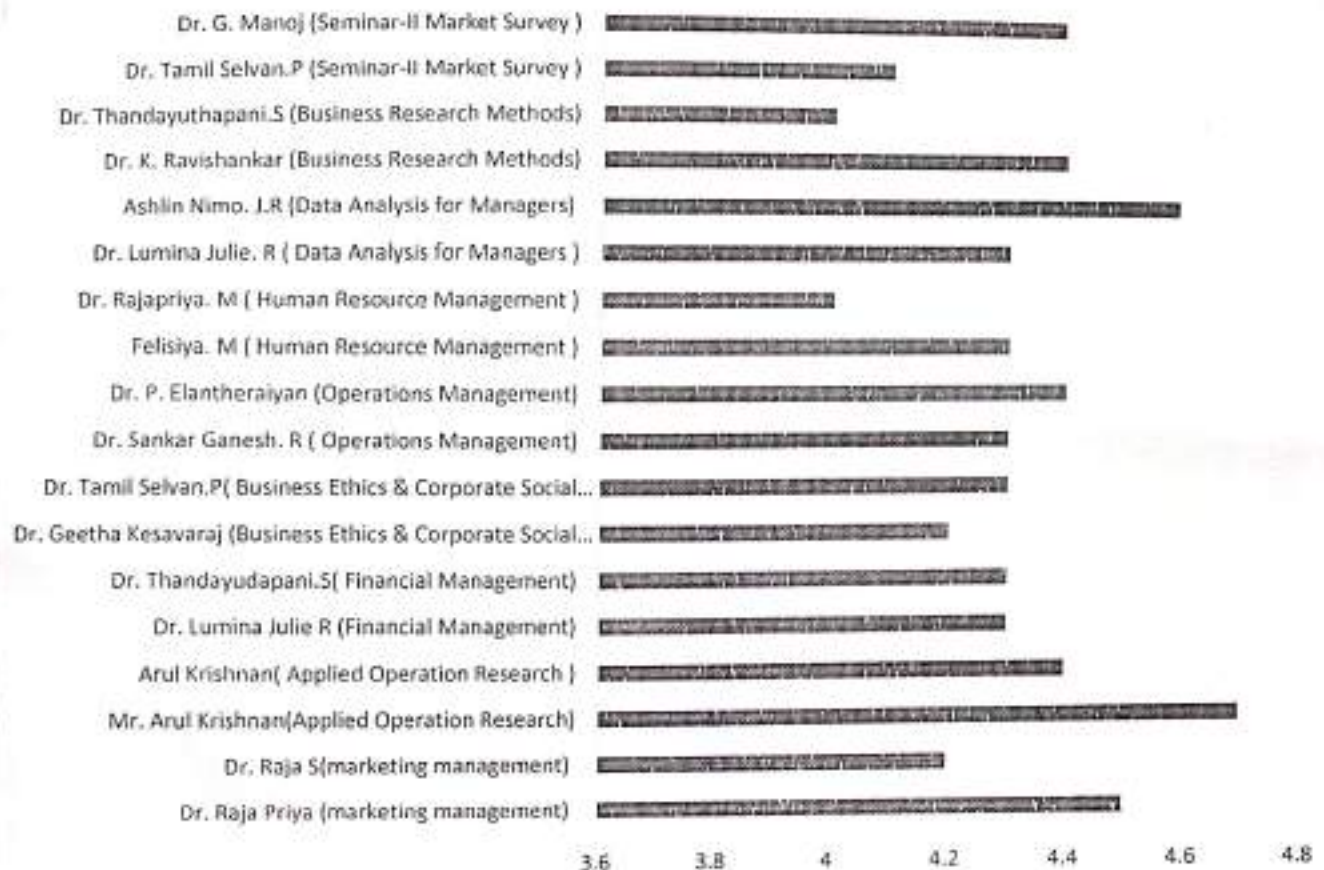 Dr. G. Manoj (Seminar-II Market Survey )
Dr. Tamil Selvan.P (Seminar-II Market Survey )
Dr. Thandayuthapani.S (Business Research Methods)
Dr. K. Ravishankar (Business Research Methods)
Ashlin Nimo. J.R (Data Analysis for Managers)
Dr. Lumina Julie. R ( Data Analysis for Managers )
Dr. Rajapriya. M ( Human Resource Management )
Felisiya. M ( Human Resource Management )
Dr. P. Elantheraiyan (Operations Management)
Dr. Sankar Ganesh. R ( Operations Management)
Dr. Tamil Selvan.P( Business Ethics & Corporate Social...
Dr. Geetha Kesavaraj (Business Ethics & Corporate Social...
Dr. Thandayudapani.S( Financial Management)
Dr. Lumina Julie R (Financial Management)
Arul Krishnan( Applied Operation Research )
Mr. Arul Krishnan(Applied Operation Research)
Dr. Raja S(marketing management)
Dr. Raja Priya (marketing management)
3.6 3.8 4 4.2 4.4 4.6 4.8